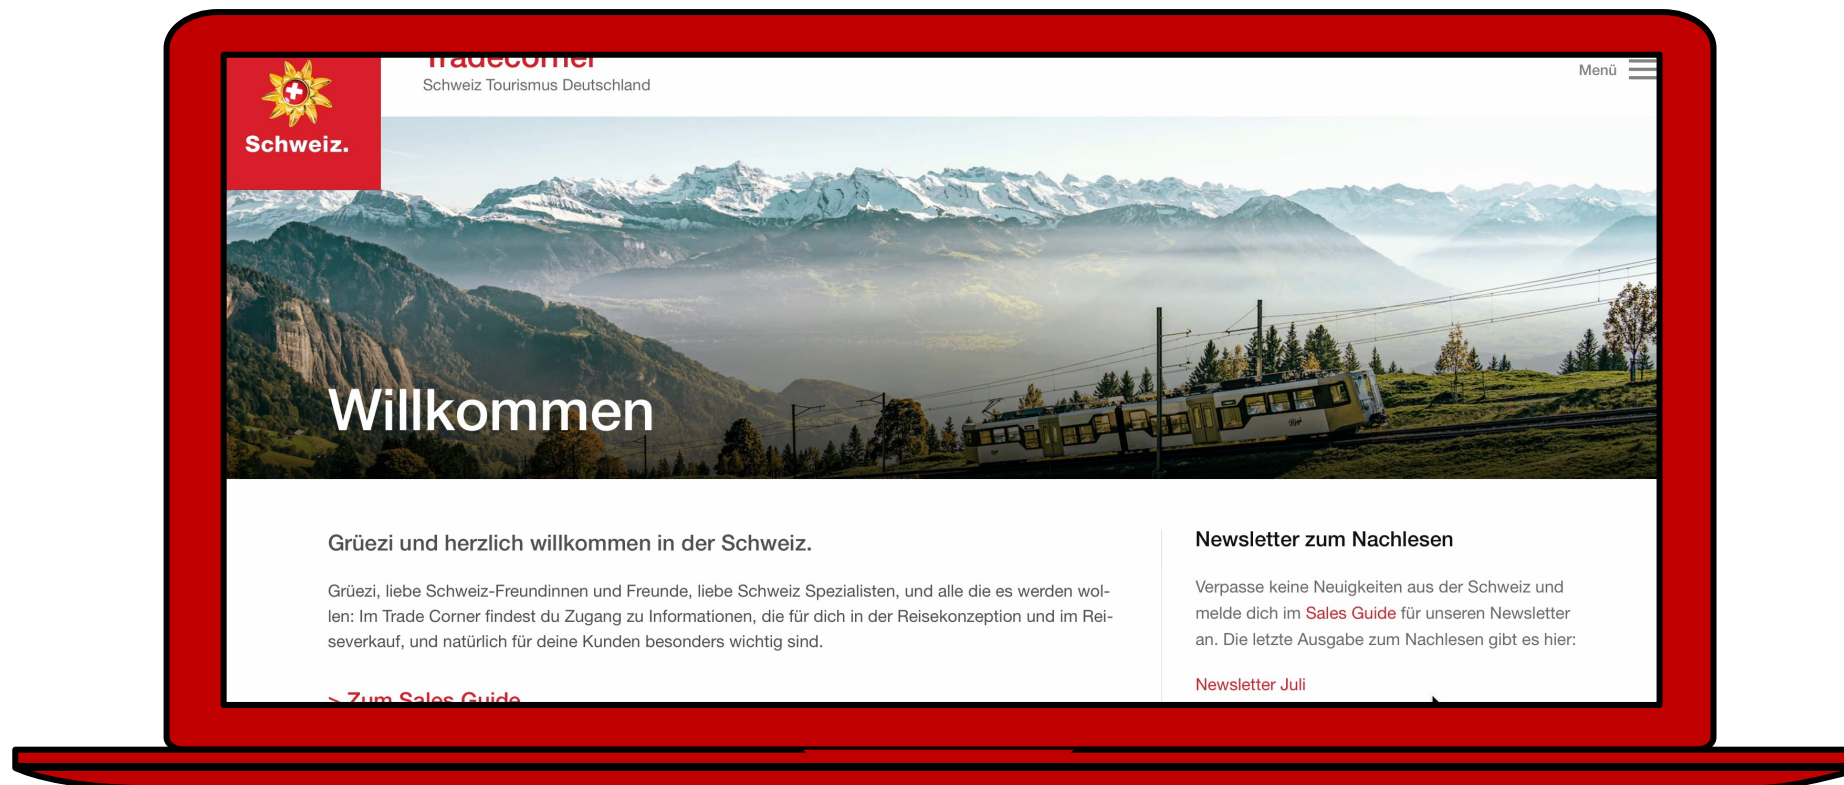 Tradecorner
Schweiz Tourismus Deutschland
Menü
Schweiz.
Willkommen
Grüezi und herzlich willkommen in der Schweiz.
Grüezi, liebe Schweiz-Freundinnen und Freunde, liebe Schweiz Spezialisten, und alle die es werden wol-
len: Im Trade Corner findest du Zugang zu Informationen, die für dich in der Reisekonzeption und im Rei-
severkauf, und natürlich für deine Kunden besonders wichtig sind.
> Zum Sales Guide
Newsletter zum Nachlesen
Verpasse keine Neuigkeiten aus der Schweiz und
melde dich im Sales Guide für unseren Newsletter
an. Die letzte Ausgabe zum Nachlesen gibt es hier:
Newsletter Juli